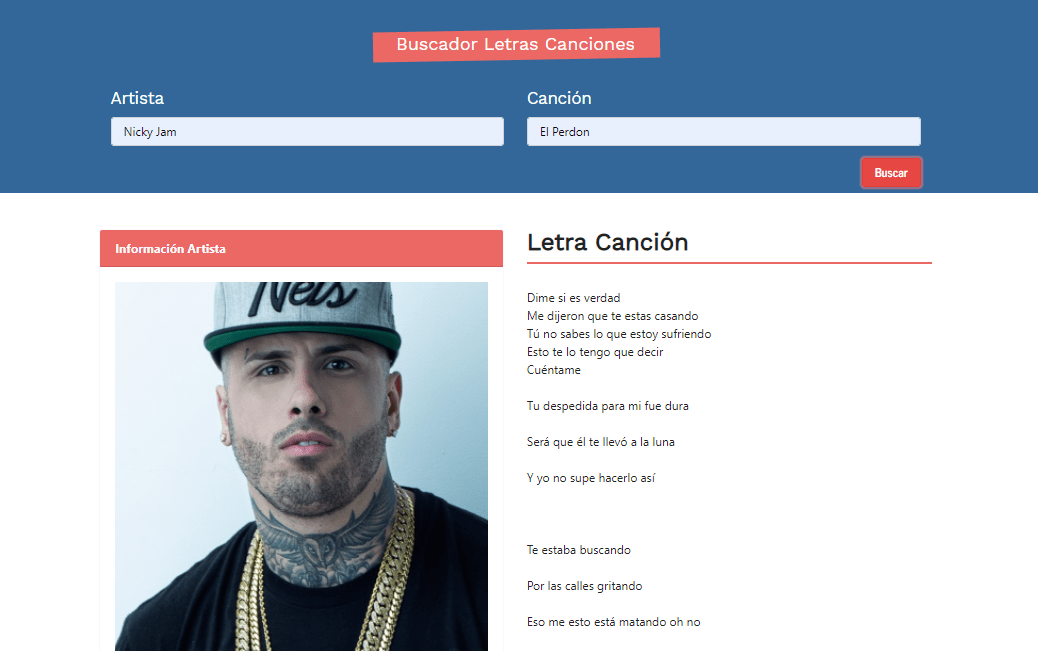 Buscador Letras Canciones
Artista
Canción
Nicky Jam
El Perdon
Buscar
Información Artista
Letra Canción
Dime si es verdad
Me dijeron que te estas casando
Tú no sabes lo que estoy sufriendo
Esto te lo tengo que decir
Cuéntame
Tu despedida para mi fue dura
Será que él te llevó a la luna
Y yo no supe hacerlo así
Te estaba buscando
Por las calles gritando
Eso me esto está matando oh no